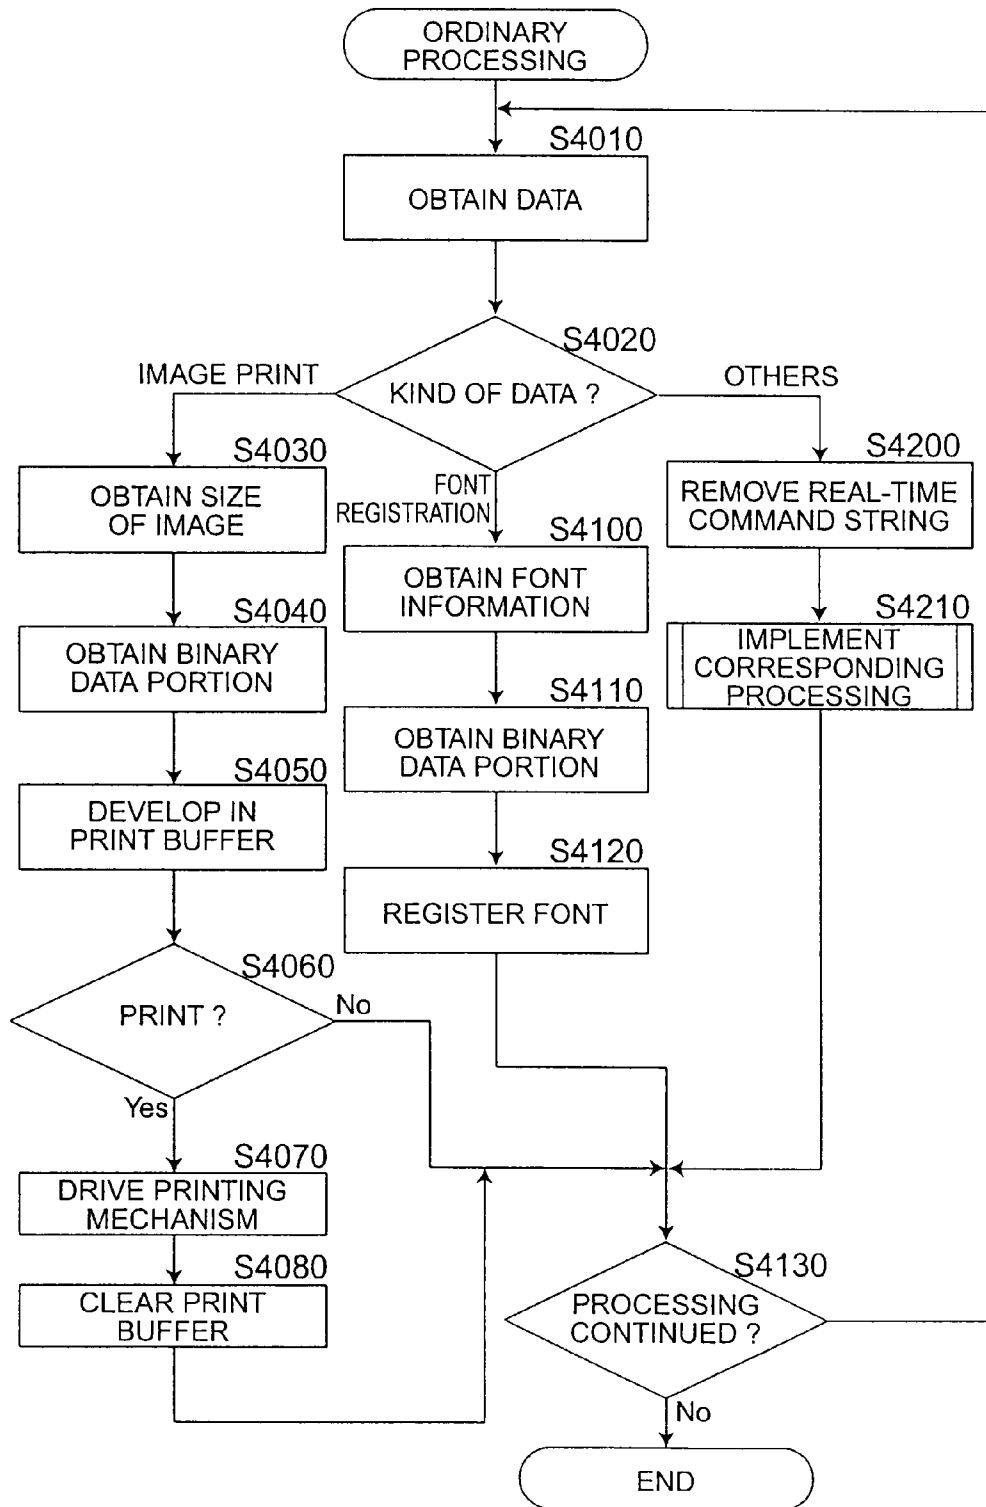 ORDINARY
PROCESSING
S4010
OBTAIN DATA
S4020
KIND OF DATA ?
IMAGE PRINT
OTHERS
FONT
REGISTRATION
S4030
OBTAIN SIZE
OF IMAGE
S4040
OBTAIN BINARY
DATA PORTION
S4050
DEVELOP IN
PRINT BUFFER
S4060
PRINT ?
No
Yes
S4070
DRIVE PRINTING
MECHANISM
S4080
CLEAR PRINT
BUFFER
S4100
OBTAIN FONT
INFORMATION
S4110
OBTAIN BINARY
DATA PORTION
S4120
REGISTER FONT
S4200
REMOVE REAL-TIME
COMMAND STRING
S4210
IMPLEMENT
CORRESPONDING
PROCESSING
S4130
PROCESSING
CONTINUED ?
No
END